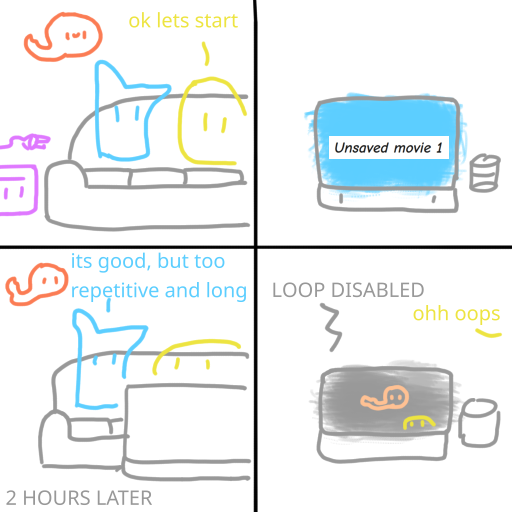 ok lets start
Unsaved movie 1
its good, but too
repetitive and long
2 HOURS LATER
LOOP DISABLED
ohh oops